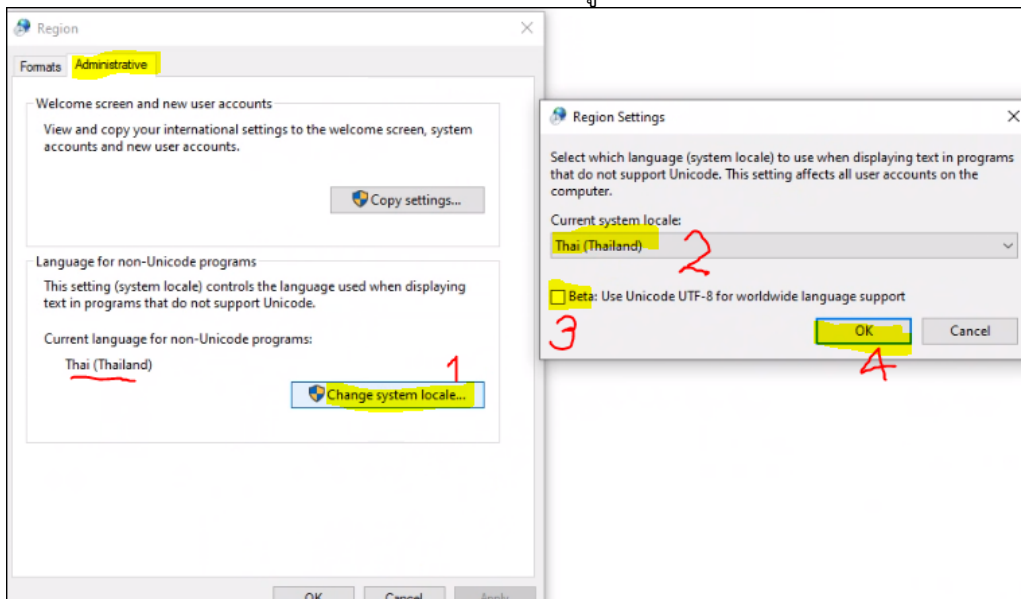 Region
Formats
Administrative
Welcome screen and new user accounts
View and copy your international settings to the welcome screen, system
accounts and new user accounts.
Copy settings...
Language for non-Unicode programs
This setting (system locale) controls the language used when displaying
text in programs that do not support Unicode.
Current language for non-Unicode programs:
Thai (Thailand)
1
Change system locale...
OK
Cancel
Apply
Region Settings
Select which language (system locale) to use when displaying text in programs
that do not support Unicode. This setting affects all user accounts on the
computer.
Current system locale:
Thai (Thailand)
2
Beta: Use Unicode UTF-8 for worldwide language support
3
OK
Cancel
4